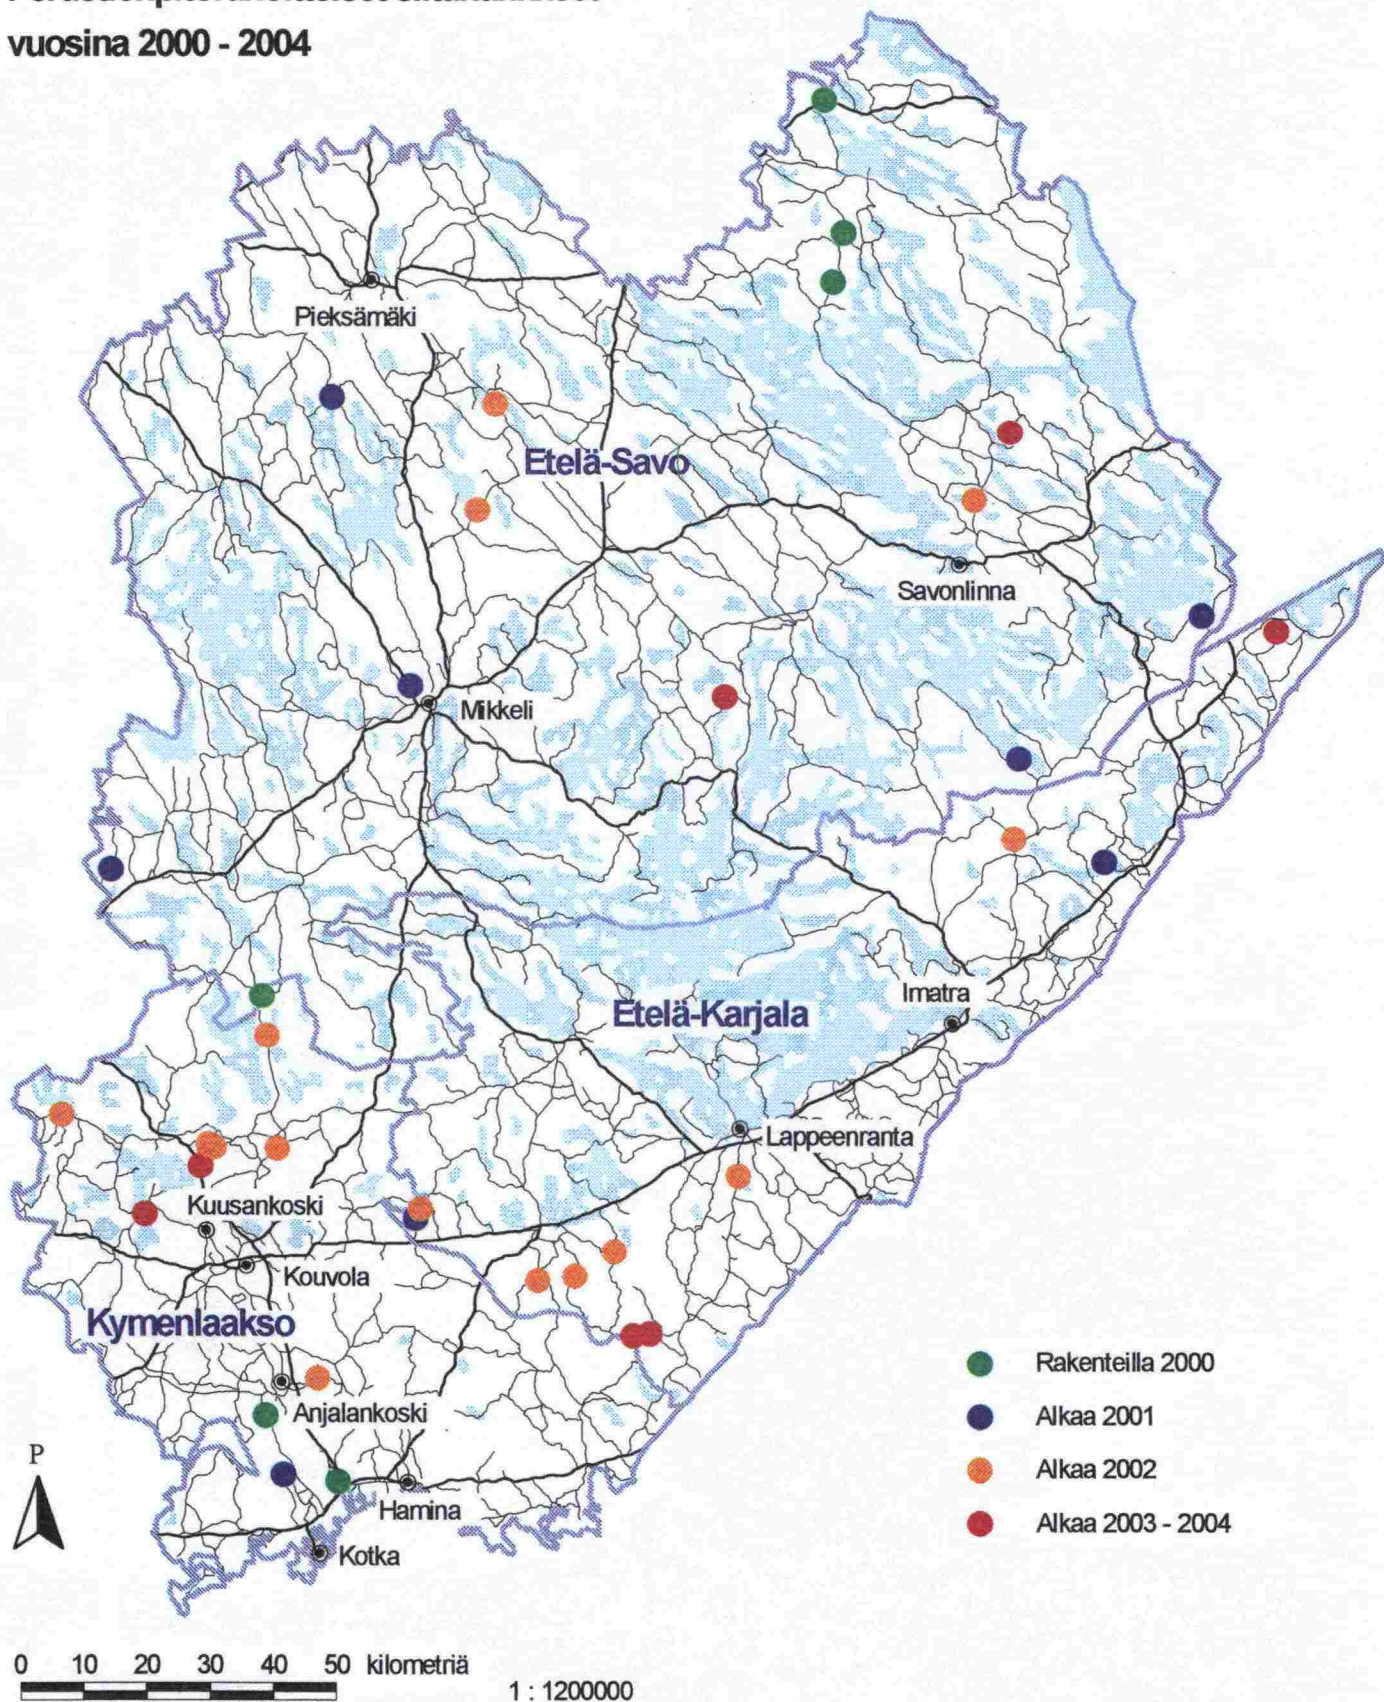 vuosina 2000 - 2004
Pieksämäki
Etelä-Savo
Savonlinna
Mikkeli
Imatra
Etelä-Karjala
Lappeenranta
Kuusankoski
Kouvola
Kymenlaakso
Anjalankoski
Hamina
Kotka
Rakenteilla 2000
Alkaa 2001
Alkaa 2002
Alkaa 2003 - 2004
P
0 10 20 30 40 50 kilometriä
1 : 1200000